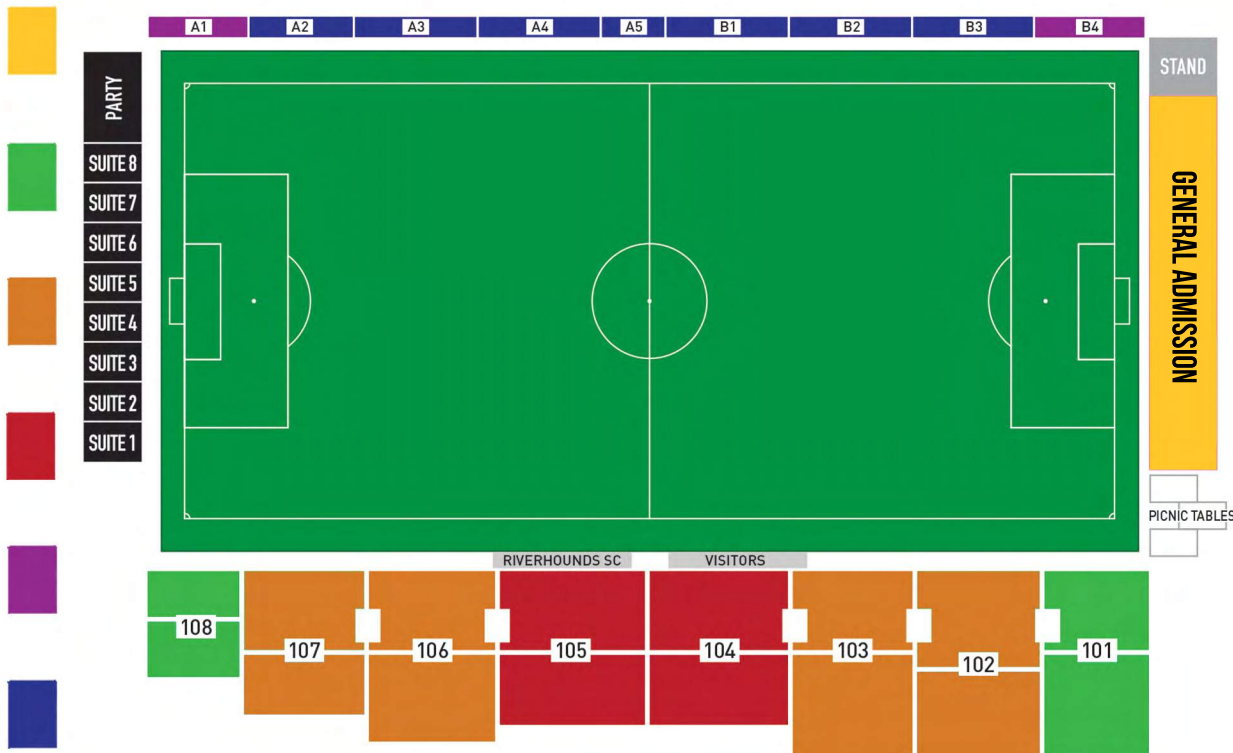 A1
A2
A3
A4
A5
B1
B2
B3
B4
PARTY
SUITE 8
SUITE 7
SUITE 6
SUITE 5
SUITE 4
SUITE 3
SUITE 2
SUITE 1
STAND
GENERAL ADMISSION
PICNIC TABLES
RIVERHOUNDS SC
VISITORS
108
107
106
105
104
103
102
101